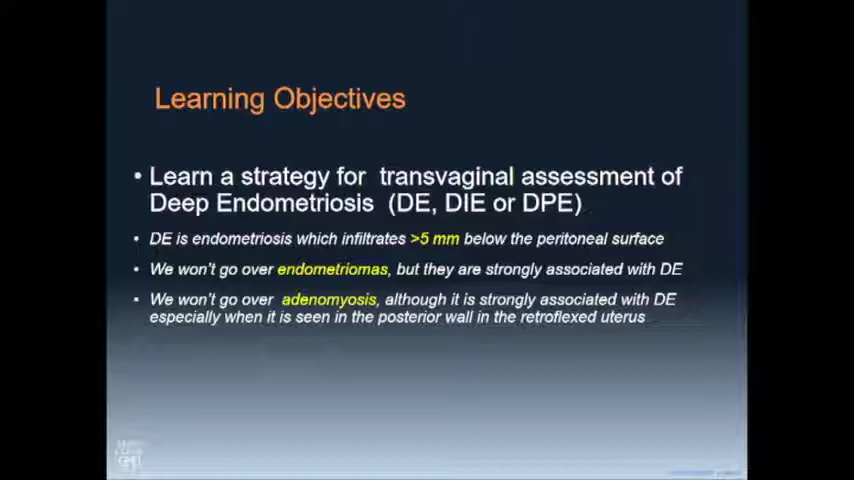 Learning Objectives
• Learn a strategy for transvaginal assessment of
Deep Endometriosis (DE, DIE or DPE)
• DE is endometriosis which infiltrates >5 mm below the peritoneal surface
• We won't go over endometriomas, but they are strongly associated with DE
• We won't go over adenomyosis, although it is strongly associated with DE
especially when it is seen in the posterior wall in the retroflexed uterus